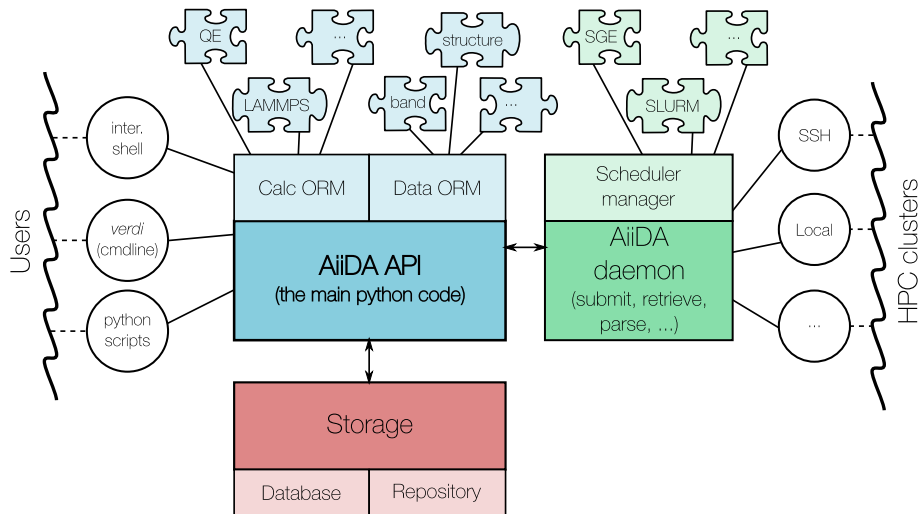 QE
...
structure
SGE
...
LAMMPS
band
...
SLURM
inter.
shell
Calc ORM
Data ORM
Scheduler
manager
SSH
Users
verdi
(cmdline)
AiiDA API
(the main python code)
AiiDA
daemon
(submit, retrieve,
parse, ...)
Local
HPC clusters
python
scripts
...
Storage
Database
Repository